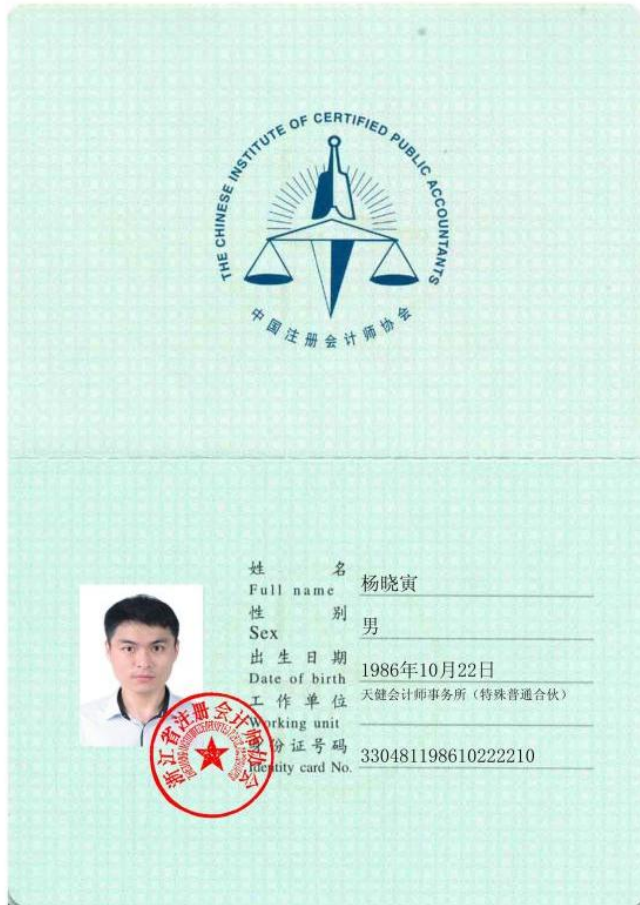 THE CHINESE INSTITUTE OF CERTIFIED PUBLIC ACCOUNTANTS
中国注册会计师协会
姓 名 杨晓寅
Full name
性 别 男
Sex
出生日期 1986年10月22日
Date of birth
工作单位 天健会计师事务所（特殊普通合伙）
Working unit
身份证号码 330481198610222210
Identity card No.
浙江省注册会计师协会